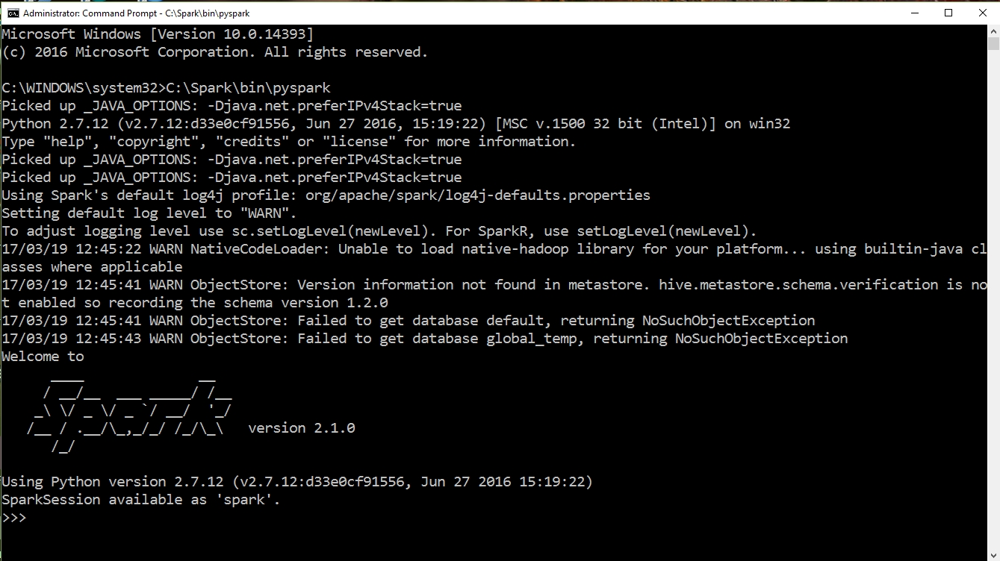 Administrator: Command Prompt - C:\Spark\bin\pyspark
Microsoft Windows [Version 10.0.14393]
(c) 2016 Microsoft Corporation. All rights reserved.
C:\WINDOWS\system32>C:\Spark\bin\pyspark
Picked up _JAVA_OPTIONS: -Djava.net.preferIPv4Stack=true
Python 2.7.12 (v2.7.12:d33e0cf91556, Jun 27 2016, 15:19:22) [MSC v.1500 32 bit (Intel)] on win32
Type "help", "copyright", "credits" or "license" for more information.
Picked up _JAVA_OPTIONS: -Djava.net.preferIPv4Stack=true
Picked up _JAVA_OPTIONS: -Djava.net.preferIPv4Stack=true
Using Spark's default log4j profile: org/apache/spark/log4j-defaults.properties
Setting default log level to "WARN".
To adjust logging level use sc.setLogLevel(newLevel). For SparkR, use setLogLevel(newLevel).
17/03/19 12:45:22 WARN NativeCodeLoader: Unable to load native-hadoop library for your platform... using builtin-java cl
asses where applicable
17/03/19 12:45:41 WARN ObjectStore: Version information not found in metastore. hive.metastore.schema.verification is no
t enabled so recording the schema version 1.2.0
17/03/19 12:45:41 WARN ObjectStore: Failed to get database default, returning NoSuchObjectException
17/03/19 12:45:43 WARN ObjectStore: Failed to get database global_temp, returning NoSuchObjectException
Welcome to
      ____              __
     / __/__  ___ _____/ /__
    _\ \/ _ \/ _ `/ __/  '_/
   /__ / .__/\_,_/_/ /_/\_\   version 2.1.0
      /_/
Using Python version 2.7.12 (v2.7.12:d33e0cf91556, Jun 27 2016 15:19:22)
SparkSession available as 'spark'.
>>>